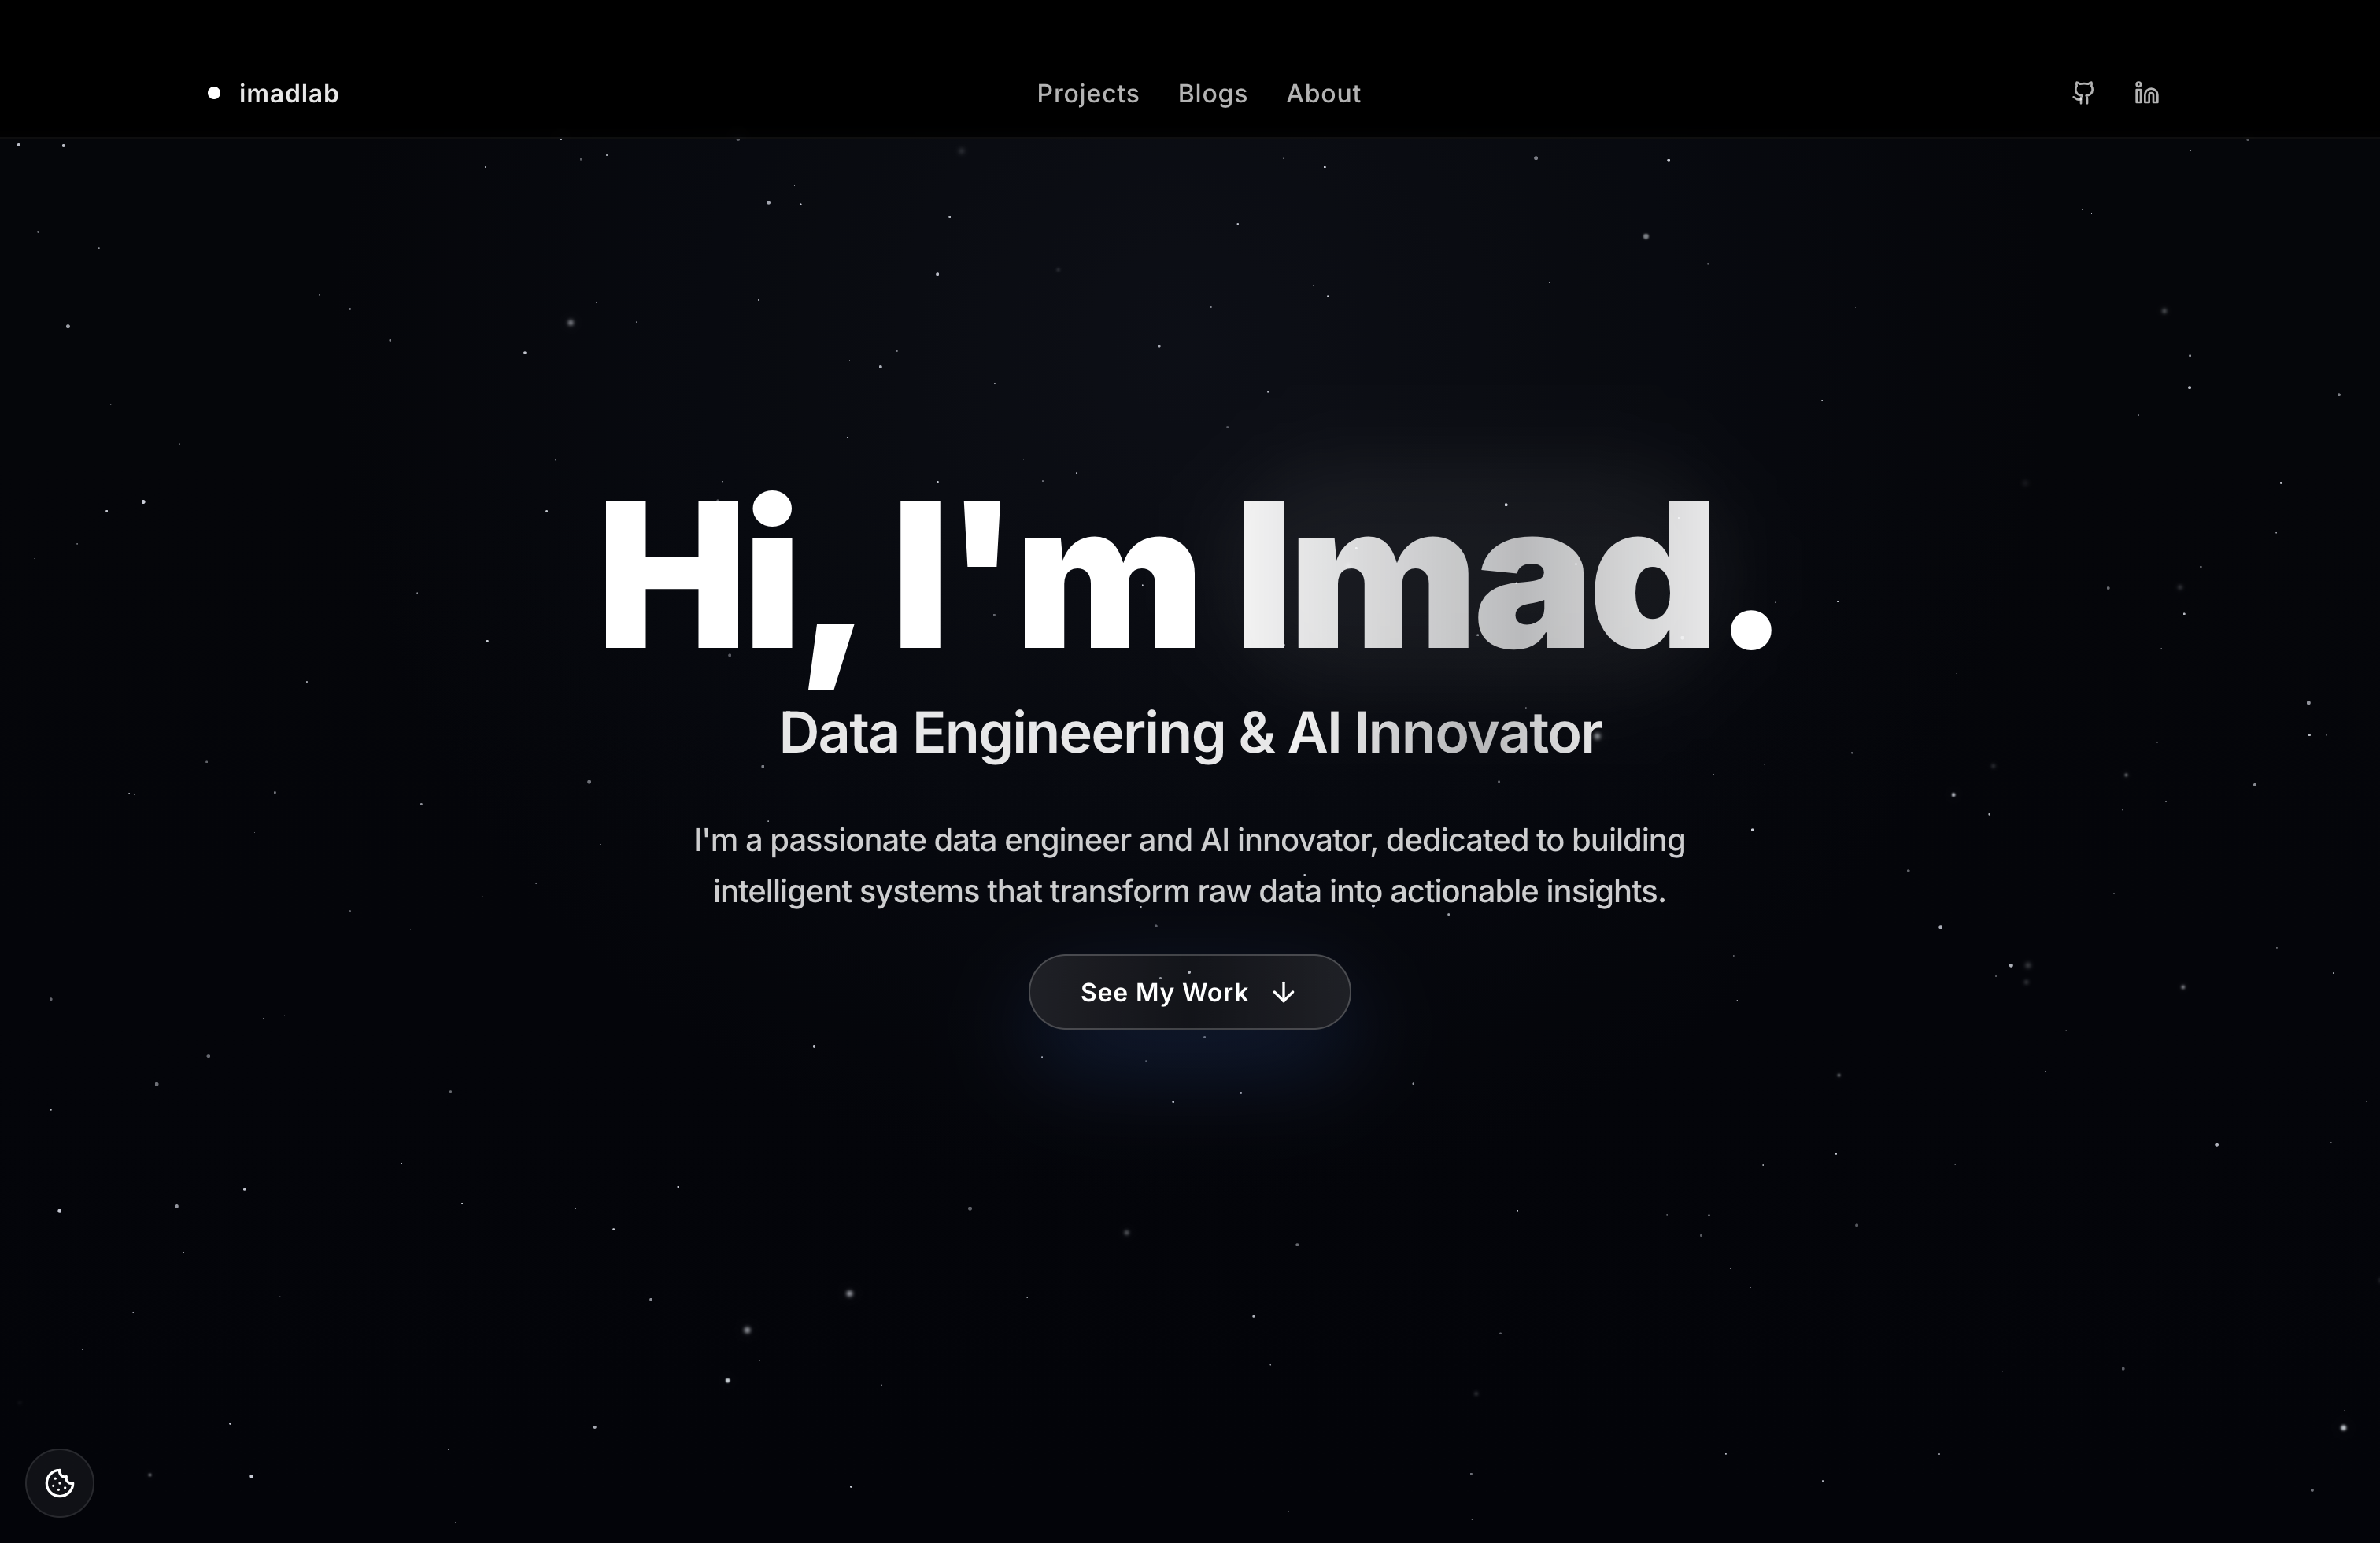 imadlab
Projects Blogs About
Hi, I'm Imad.
Data Engineering & AI Innovator
I'm a passionate data engineer and AI innovator, dedicated to building
intelligent systems that transform raw data into actionable insights.
See My Work